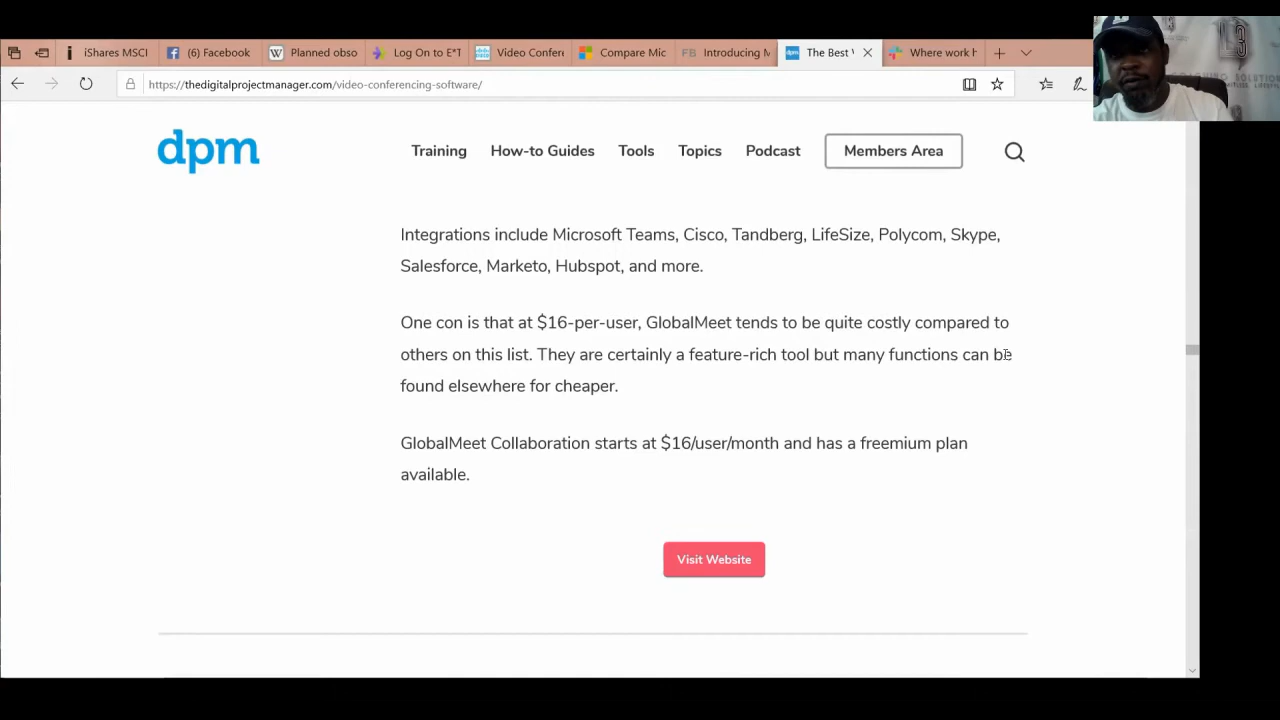 iShares MSCI
(6) Facebook
Planned obso
Log On to E*T
Video Confere
Compare Mic
Introducing M
The Best V
Where work h
https://thedigitalprojectmanager.com/video-conferencing-software/
dpm
Training
How-to Guides
Tools
Topics
Podcast
Members Area
Integrations include Microsoft Teams, Cisco, Tandberg, LifeSize, Polycom, Skype,
Salesforce, Marketo, Hubspot, and more.
One con is that at $16-per-user, GlobalMeet tends to be quite costly compared to
others on this list. They are certainly a feature-rich tool but many functions can be
found elsewhere for cheaper.
GlobalMeet Collaboration starts at $16/user/month and has a freemium plan
available.
Visit Website